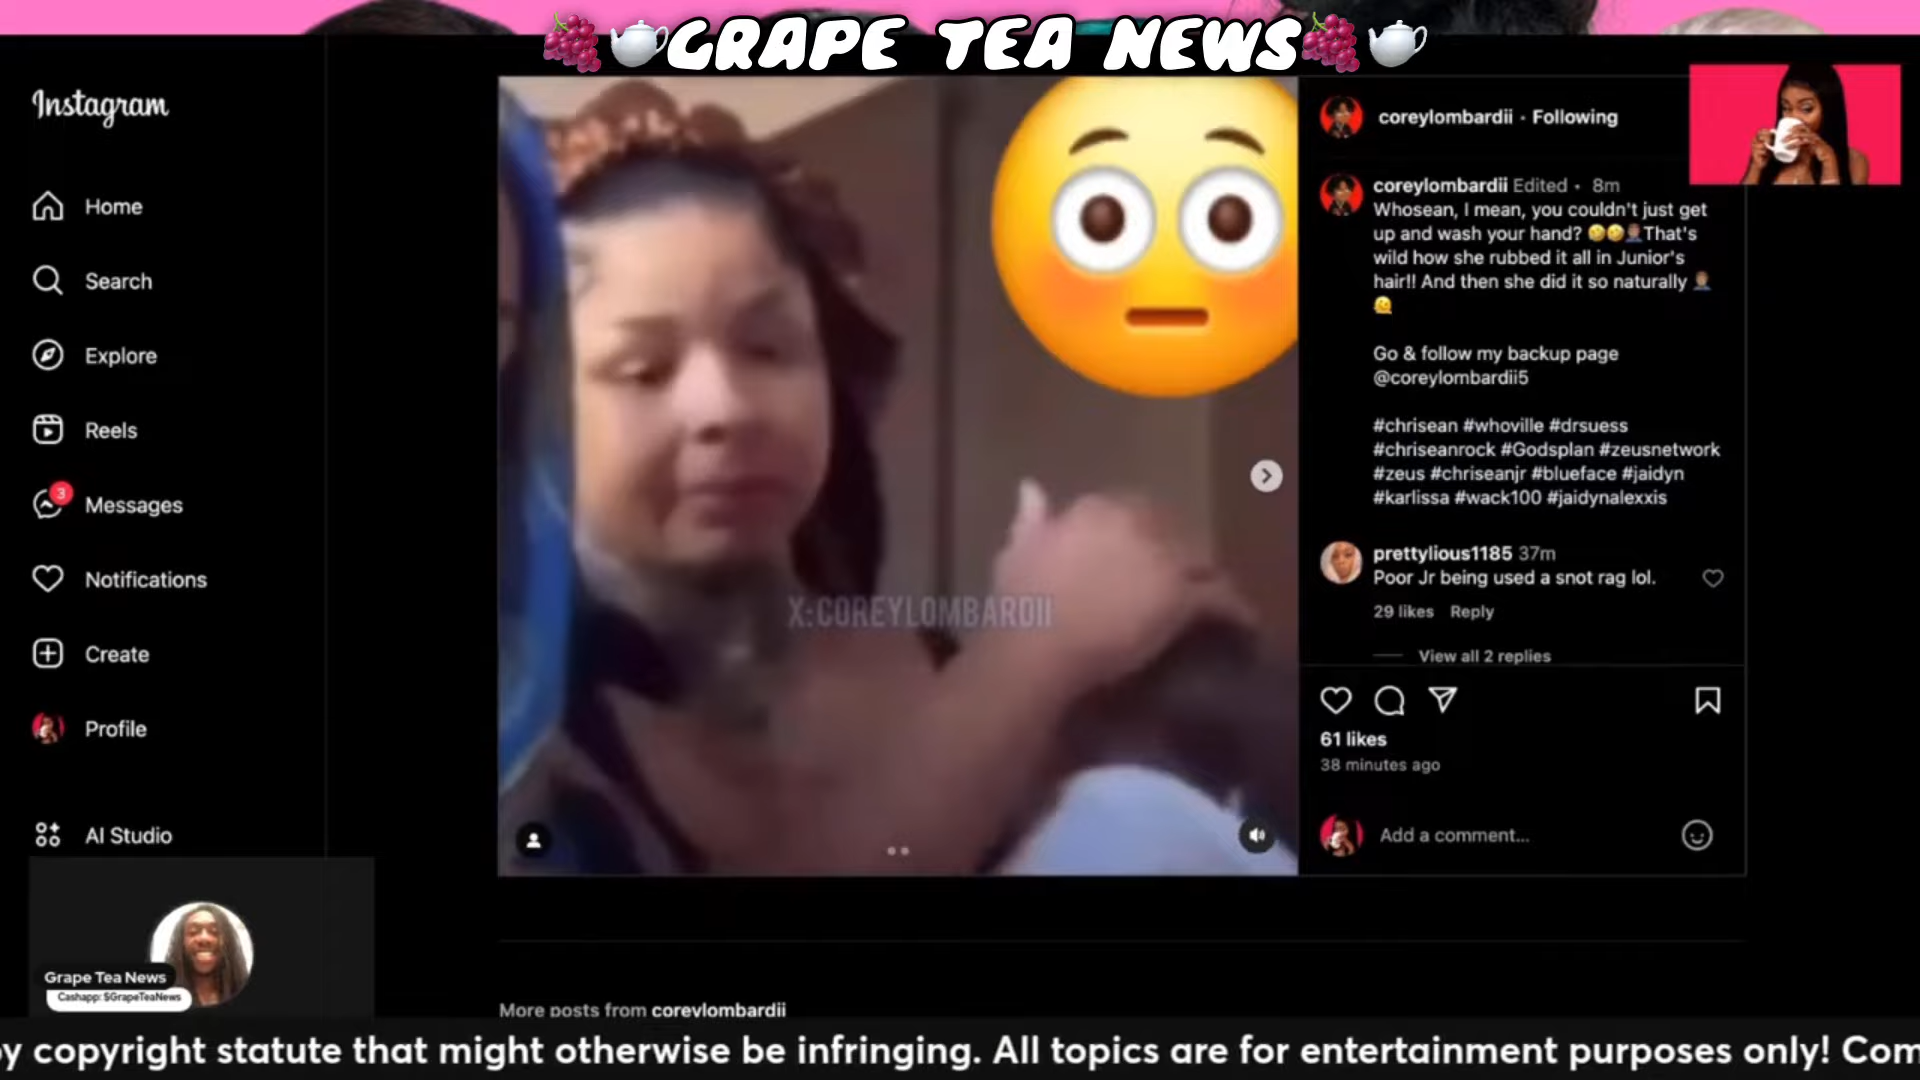 GRAPE TEA NEWS
Instagram
Home
Search
Explore
Reels
3
Messages
Notifications
Create
Profile
AI Studio
Grape Tea News
Cashapp: $GrapeTeaNews
X:COREYLOMBARDII
coreylombardii • Following
coreylombardii Edited • 8m
Whosean, I mean, you couldn't just get
up and wash your hand? 🤣🤣🤦🏽‍♂️That's
wild how she rubbed it all in Junior's
hair!! And then she did it so naturally 🤦🏽‍♂️
🫠
Go & follow my backup page
@coreylombardii5
#chrisean #whoville #drsuess
#chriseanrock #Godsplan #zeusnetwork
#zeus #chriseanjr #blueface #jaidyn
#karlissa #wack100 #jaidynalexxis
prettylious1185 37m
Poor Jr being used a snot rag lol.
29 likes Reply
View all 2 replies
61 likes
38 minutes ago
Add a comment...
More posts from coreylombardii
y copyright statute that might otherwise be infringing. All topics are for entertainment purposes only! Com